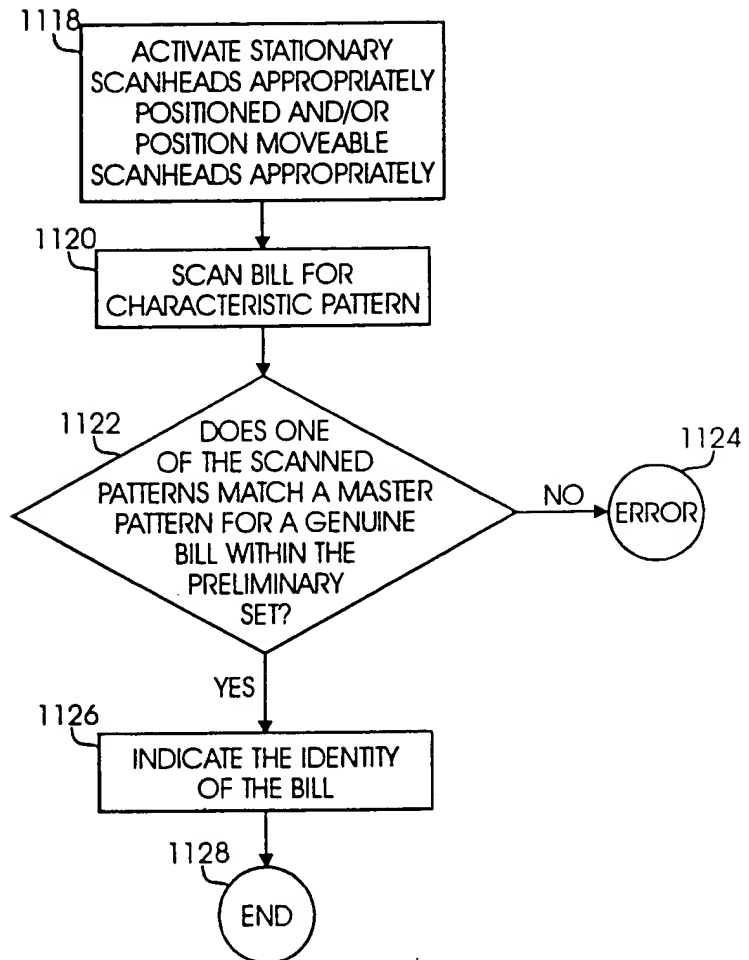 1118
ACTIVATE STATIONARY
SCANHEADS APPROPRIATELY
POSITIONED AND/OR
POSITION MOVEABLE
SCANHEADS APPROPRIATELY
1120
SCAN BILL FOR
CHARACTERISTIC PATTERN
1122
DOES ONE
OF THE SCANNED
PATTERNS MATCH A MASTER
PATTERN FOR A GENUINE
BILL WITHIN THE
PRELIMINARY
SET?
NO
1124
ERROR
YES
1126
INDICATE THE IDENTITY
OF THE BILL
1128
END